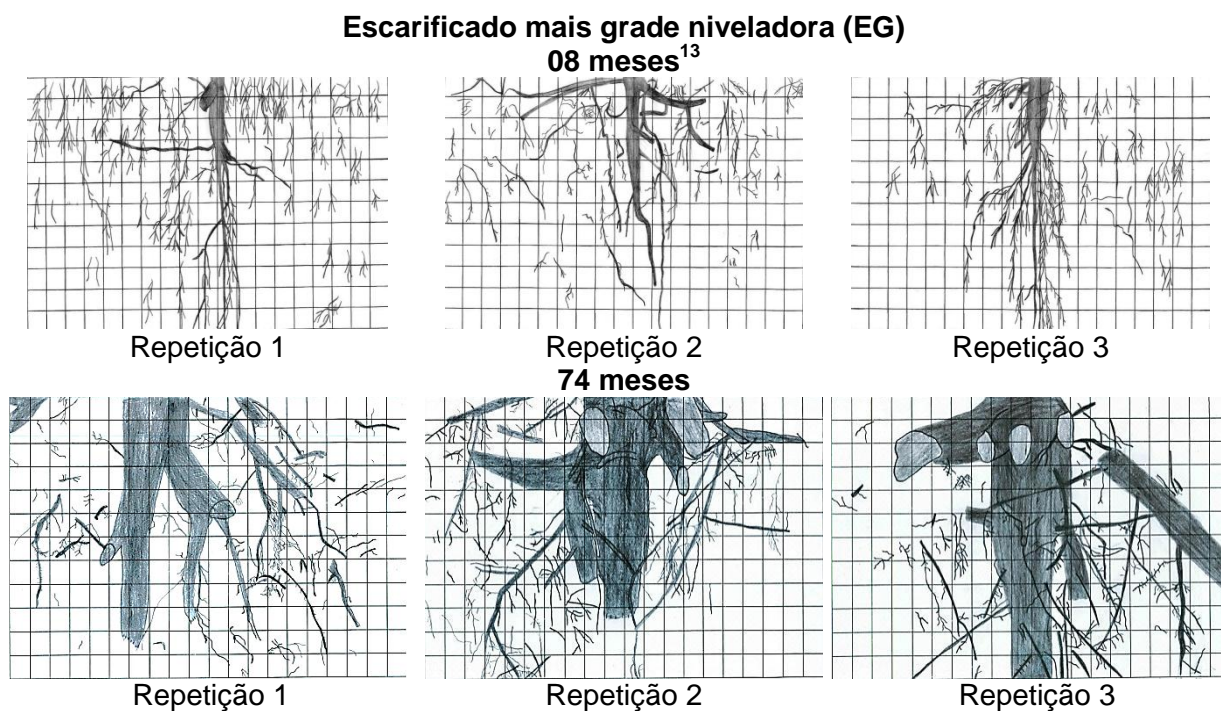 Escarificado mais grade niveladora (EG)
08 meses¹³
Repetição 1 Repetição 2 Repetição 3
74 meses
Repetição 1 Repetição 2 Repetição 3